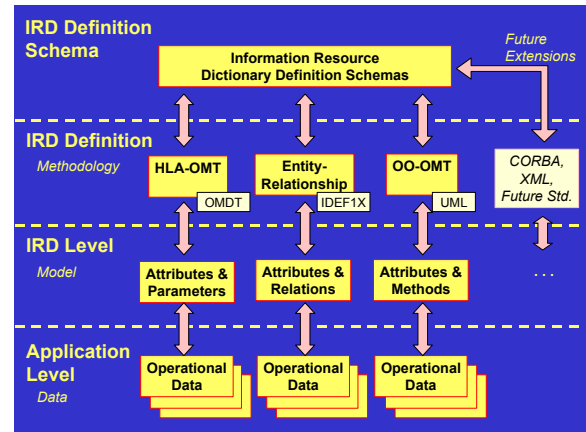 IRD Definition
Schema
Information Resource
Dictionary Definition Schemas
Future
Extensions
IRD Definition
Methodology
HLA-OMT
OMDT
Entity-
Relationship
IDEF1X
OO-OMT
UML
CORBA,
XML,
Future Std.
IRD Level
Model
Attributes &
Parameters
Attributes &
Relations
Attributes &
Methods
. . .
Application
Level
Data
Operational
Data
Operational
Data
Operational
Data